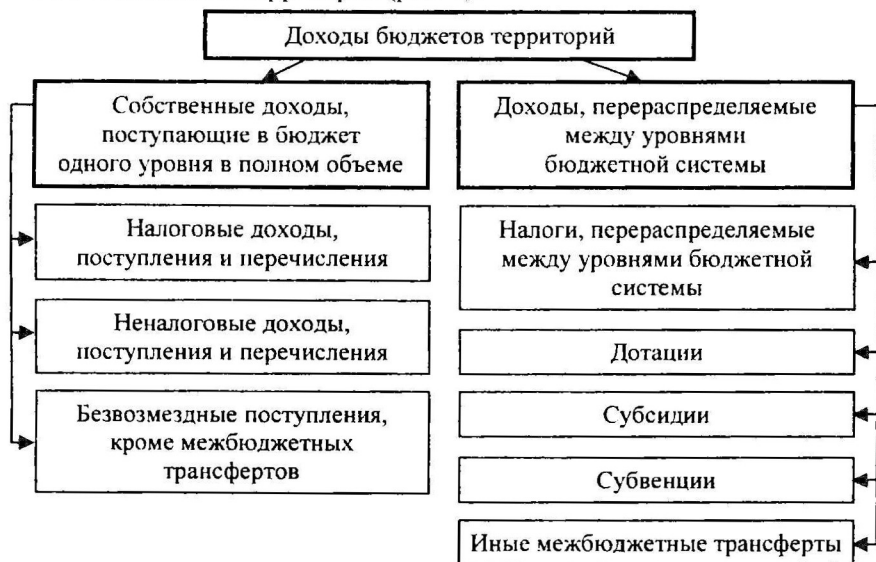 Доходы бюджетов территорий
Собственные доходы,
поступающие в бюджет
одного уровня в полном объеме
Налоговые доходы,
поступления и перечисления
Неналоговые доходы,
поступления и перечисления
Безвозмездные поступления,
кроме межбюджетных
трансфертов
Доходы, перераспределяемые
между уровнями
бюджетной системы
Налоги, перераспределяемые
между уровнями бюджетной
системы
Дотации
Субсидии
Субвенции
Иные межбюджетные трансферты